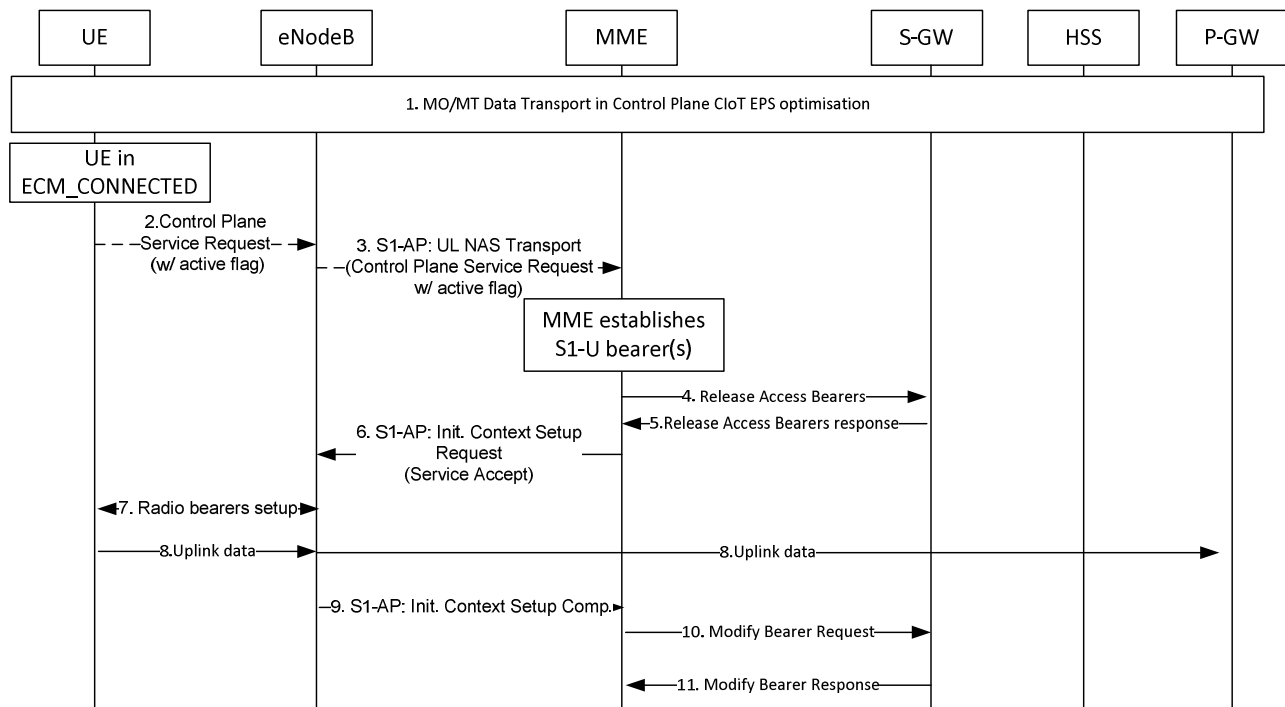 UE
eNodeB
MME
S-GW
HSS
P-GW
1. MO/MT Data Transport in Control Plane CIoT EPS optimisation
UE in
ECM_CONNECTED
2.Control Plane
Service Request
(w/ active flag)
3. S1-AP: UL NAS Transport
(Control Plane Service Request
w/ active flag)
MME establishes
S1-U bearer(s)
4. Release Access Bearers
5.Release Access Bearers response
6. S1-AP: Init. Context Setup
Request
(Service Accept)
7. Radio bearers setup
8.Uplink data
8.Uplink data
9. S1-AP: Init. Context Setup Comp.
10. Modify Bearer Request
11. Modify Bearer Response